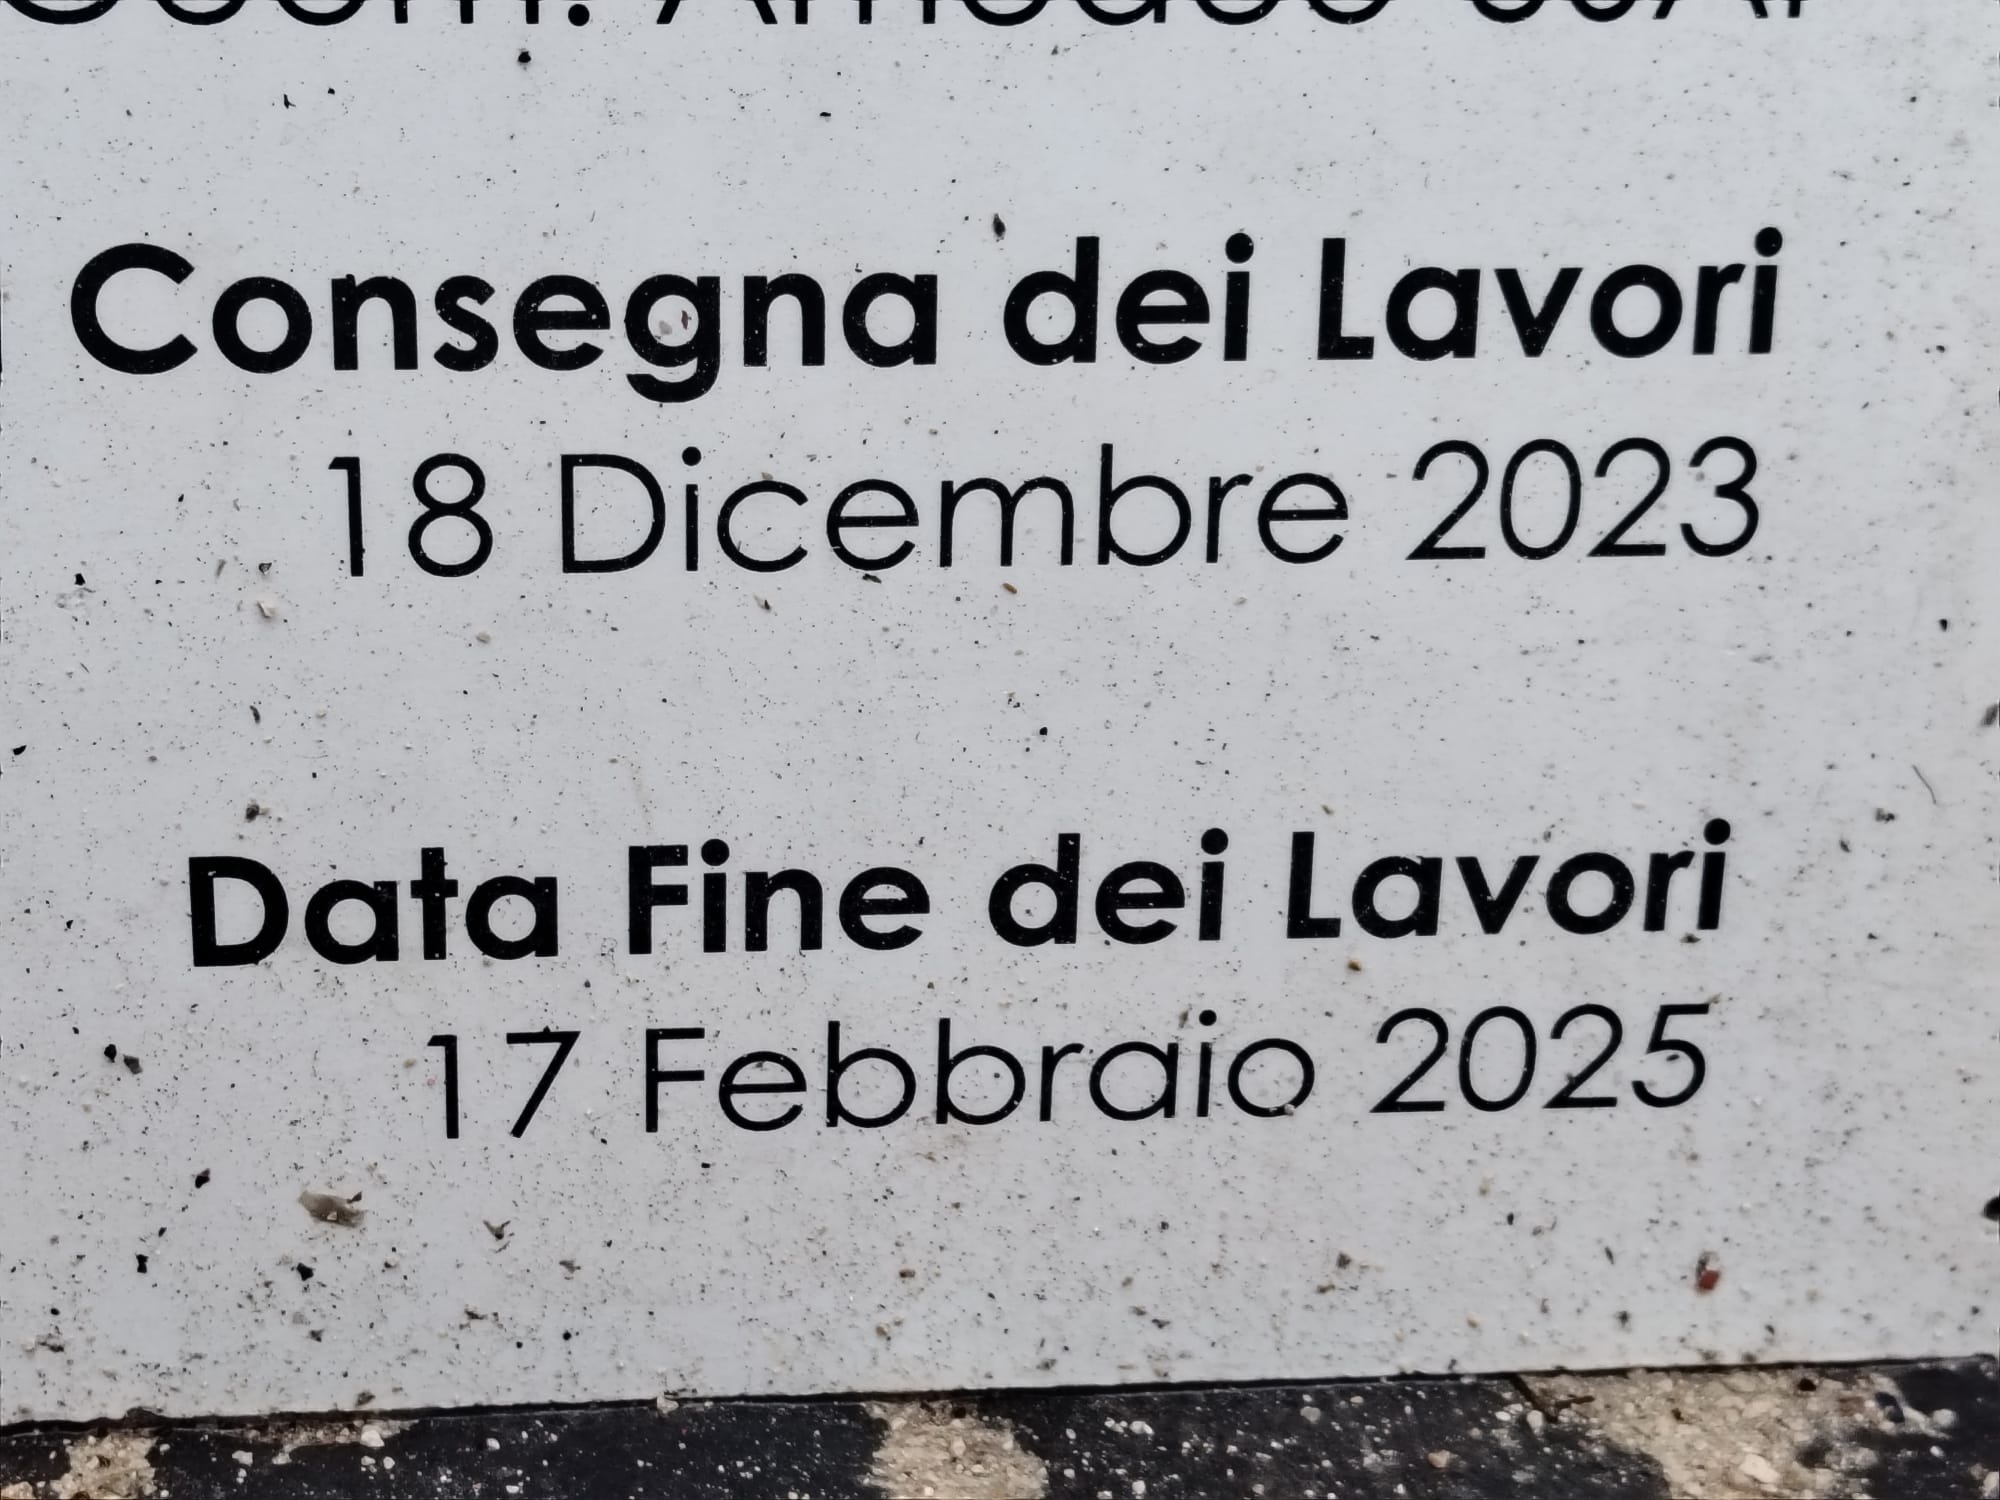 Consegna dei Lavori
18 Dicembre 2023
Data Fine dei Lavori
17 Febbraio 2025